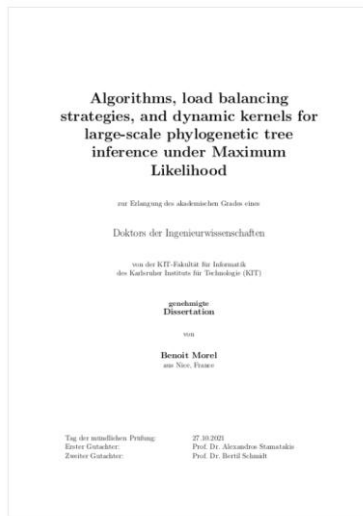 Algorithms, load balancing
strategies, and dynamic kernels for
large-scale phylogenetic tree
inference under Maximum
Likelihood
zur Erlangung des akademischen Grades eines
Doktors der Ingenieurwissenschaften
von der KIT-Fakultät für Informatik
des Karlsruher Instituts für Technologie (KIT)
genehmigte
Dissertation
von
Benoit Morel
aus Nice, France
Tag der mündlichen Prüfung: 27.10.2021
Erster Gutachter: Prof. Dr. Alexandros Stamatakis
Zweiter Gutachter: Prof. Dr. Bertil Schmidt